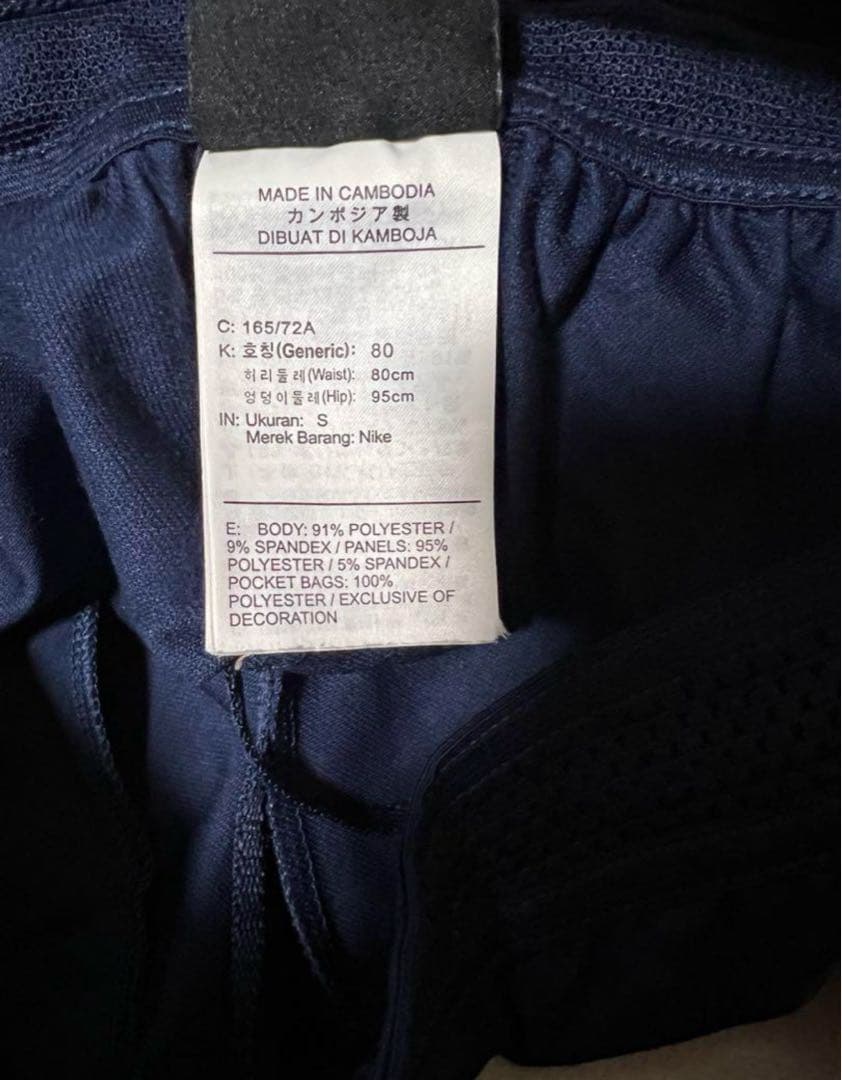 MADE IN CAMBODIA
カンボジア製
DIBUAT DI KAMBOJA
C: 165/72A
K: 호칭(Generic): 80
허리둘레(Waist): 80cm
엉덩이둘레(Hip): 95cm
IN: Ukuran: S
Merek Barang: Nike
E: BODY: 91% POLYESTER /
9% SPANDEX / PANELS: 95%
POLYESTER / 5% SPANDEX /
POCKET BAGS: 100%
POLYESTER / EXCLUSIVE OF
DECORATION